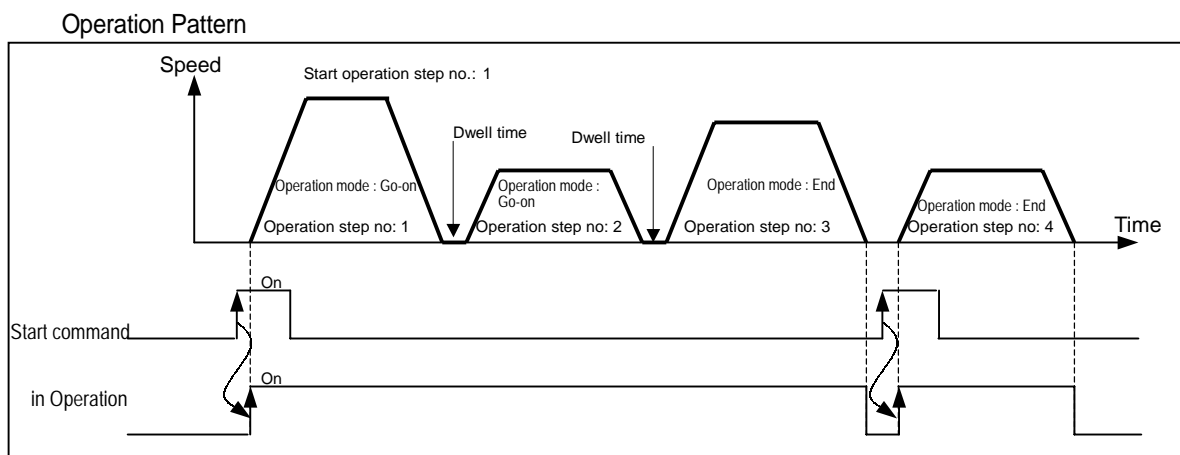 Operation Pattern
Speed
Start operation step no.: 1
Dwell time
Dwell time
Operation mode : Go-on
Operation mode :
Go-on
Operation mode : End
Operation mode : End
Operation step no: 1
Operation step no: 2
Operation step no: 3
Operation step no: 4
Time
On
Start command
On
in Operation